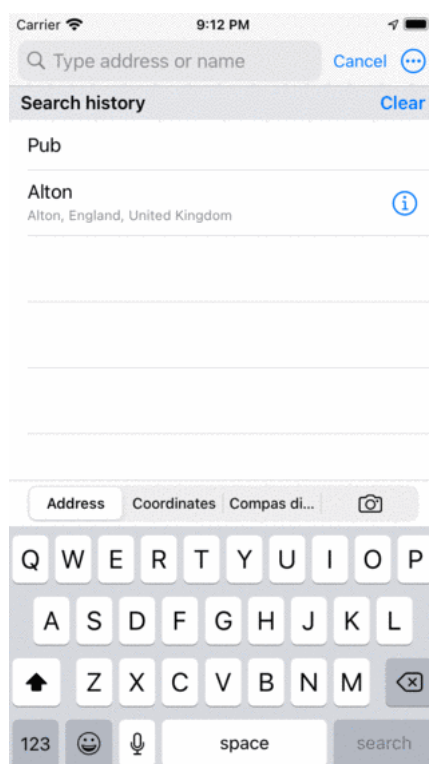 Carrier 9:12 PM
Type address or name Cancel
Search history Clear
Pub
Alton
Alton, England, United Kingdom
Address Coordinates Compas di...
Q W E R T Y U I O P
A S D F G H J K L
Z X C V B N M
123 space search